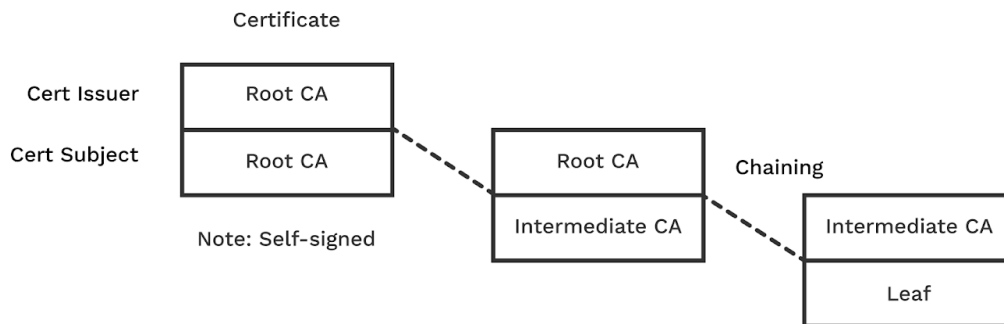 Certificate
Cert Issuer
Root CA
Cert Subject
Root CA
Note: Self-signed
Root CA
Intermediate CA
Chaining
Intermediate CA
Leaf